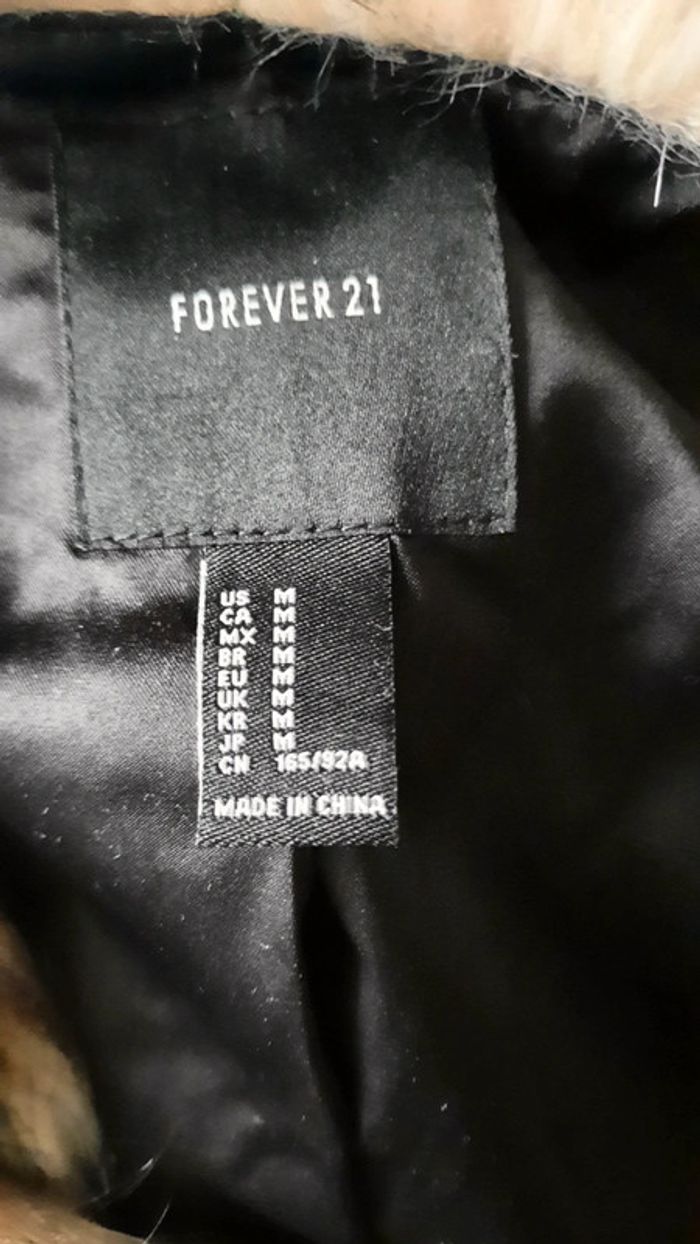 FOREVER 21
US M
CA M
MX M
BR M
EU M
UK M
KR M
JP M
CN 165/92A
MADE IN CHINA